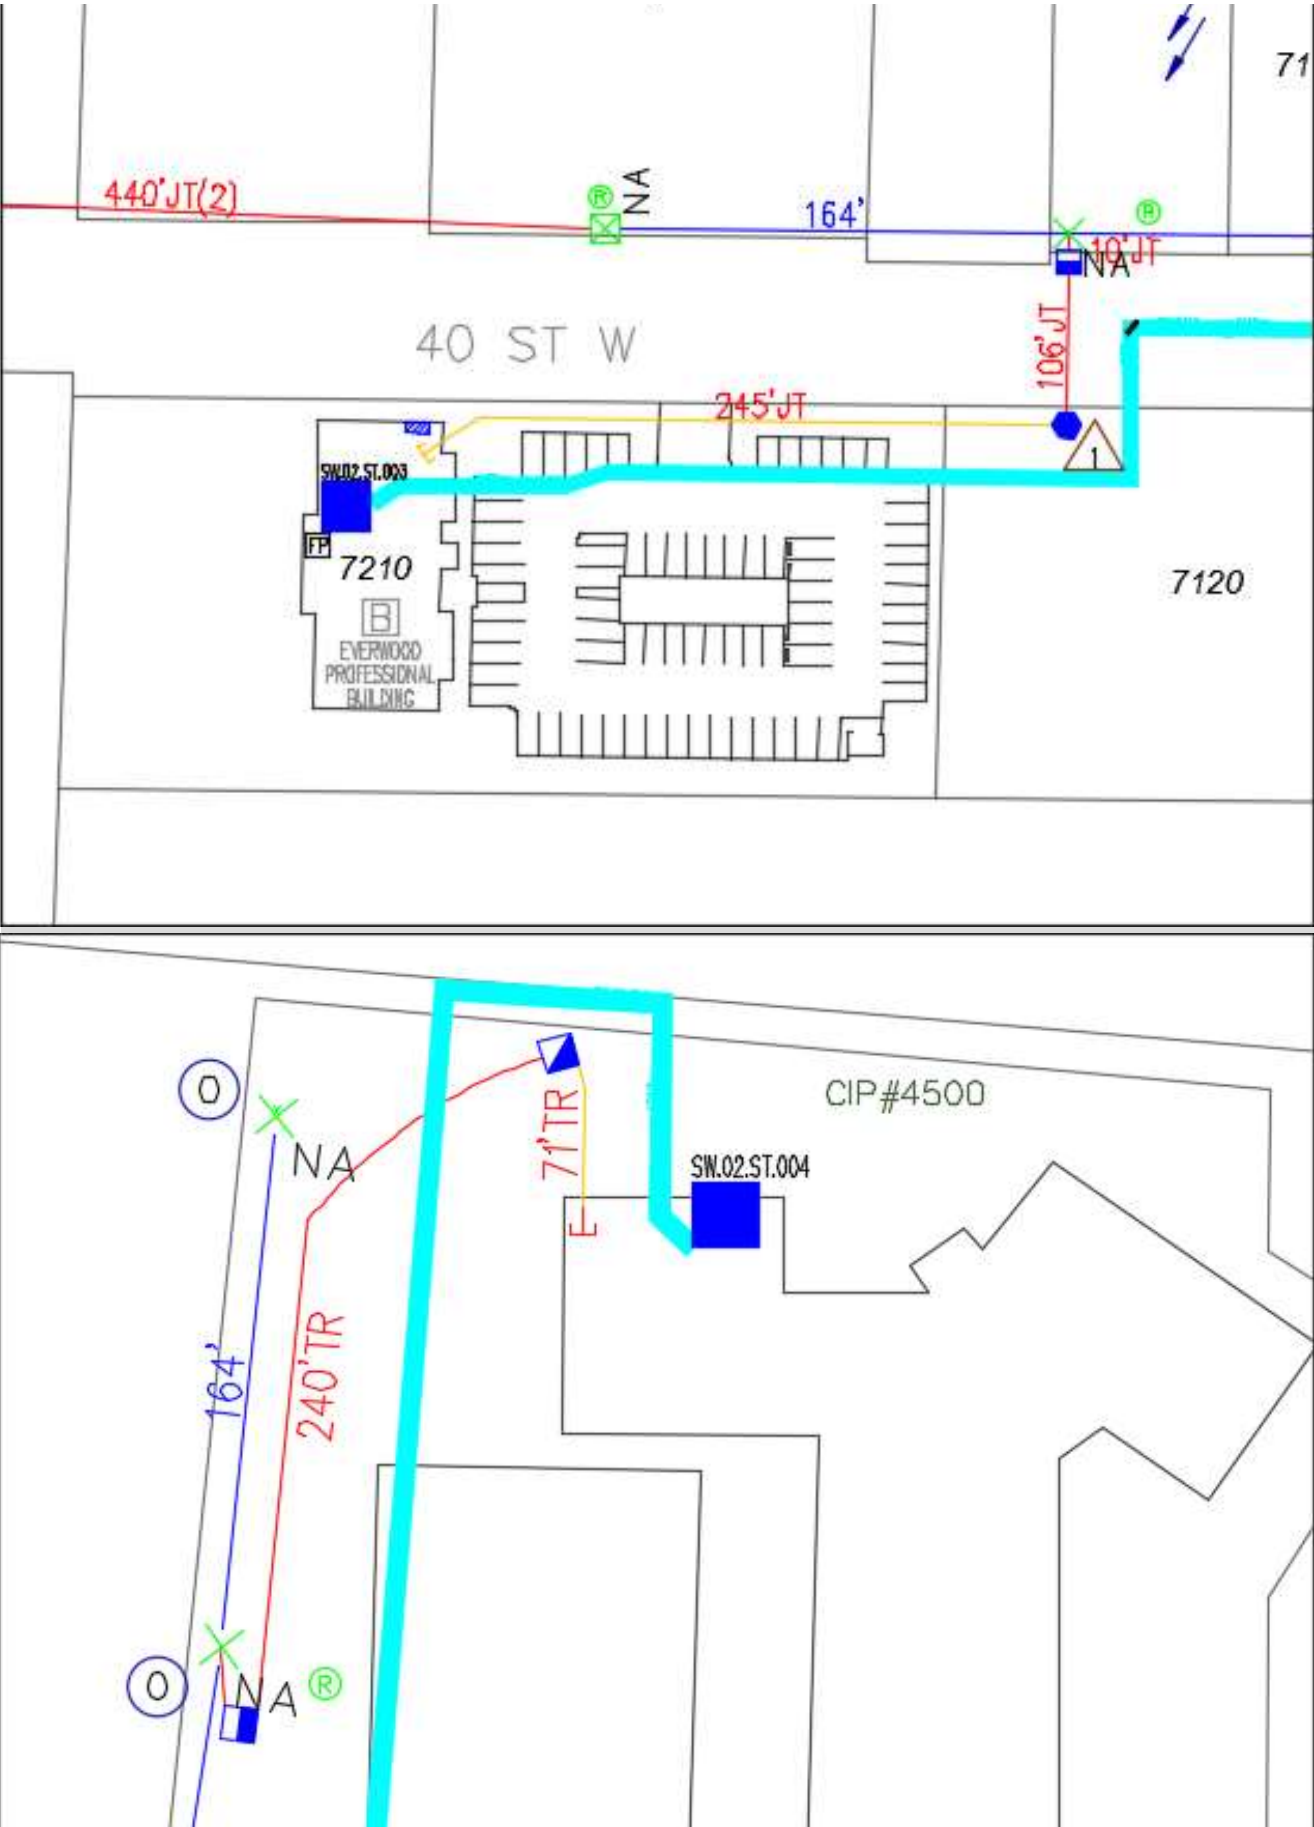 71
440'JT(2)
®
NA
164'
®
10'JT
NA
40 ST W
106'JT
245'JT
1
SW.02.ST.003
FP
7210
7120
B
EVERWOOD
PROFESSIONAL
BUILDING
O
NA
71'TR
CIP#4500
SW.02.ST.004
164'
240'TR
O
NA
®